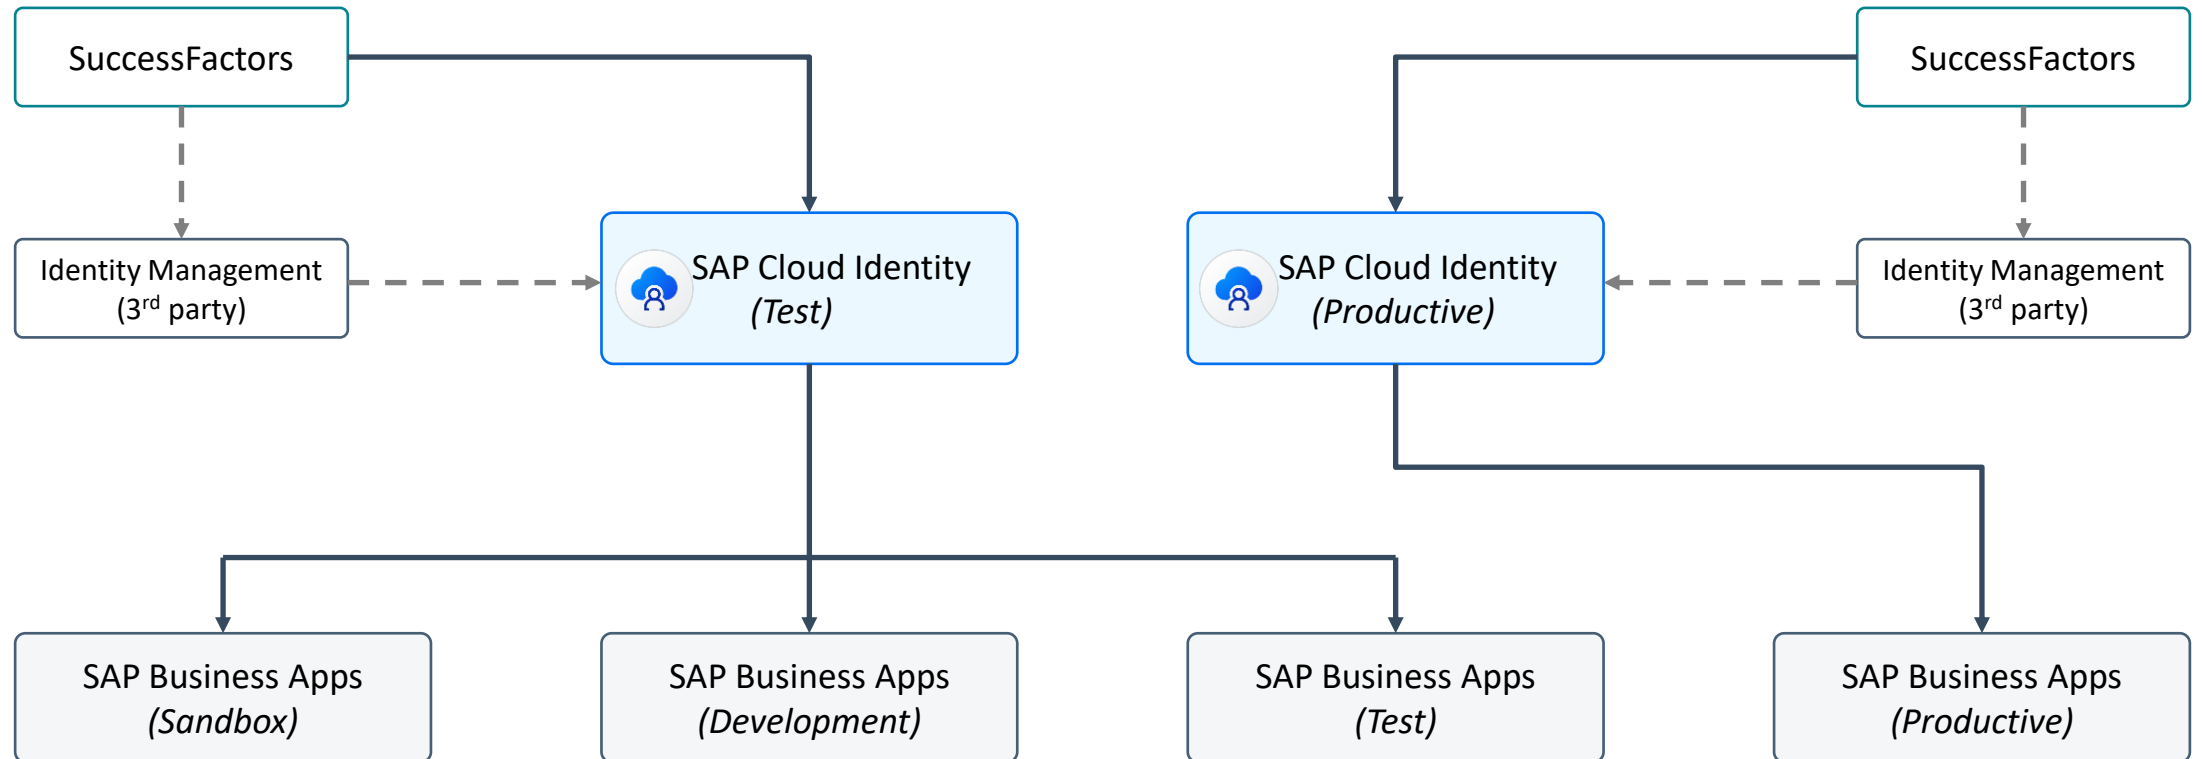 SuccessFactors
SuccessFactors
Identity Management
(3rd party)
SAP Cloud Identity
(Test)
SAP Cloud Identity
(Productive)
Identity Management
(3rd party)
SAP Business Apps
(Sandbox)
SAP Business Apps
(Development)
SAP Business Apps
(Test)
SAP Business Apps
(Productive)